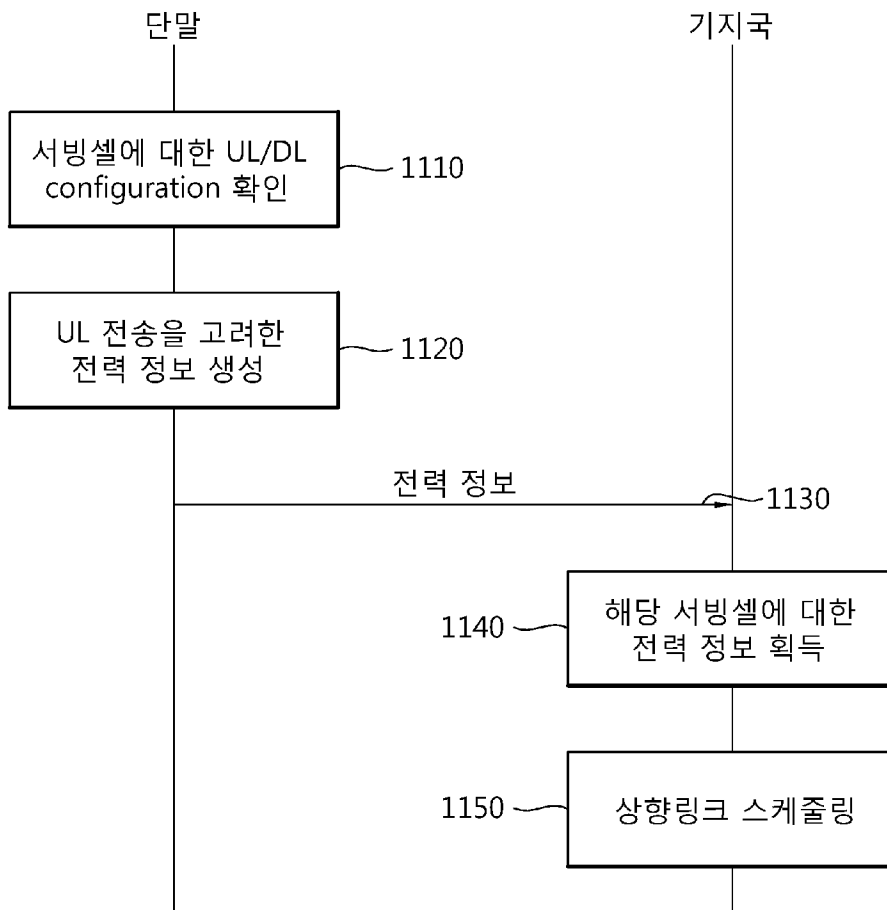 단말
기지국
서빙셀에 대한 UL/DL
configuration 확인
1110
UL 전송을 고려한
전력 정보 생성
1120
전력 정보
1130
1140
해당 서빙셀에 대한
전력 정보 획득
1150
상향링크 스케줄링